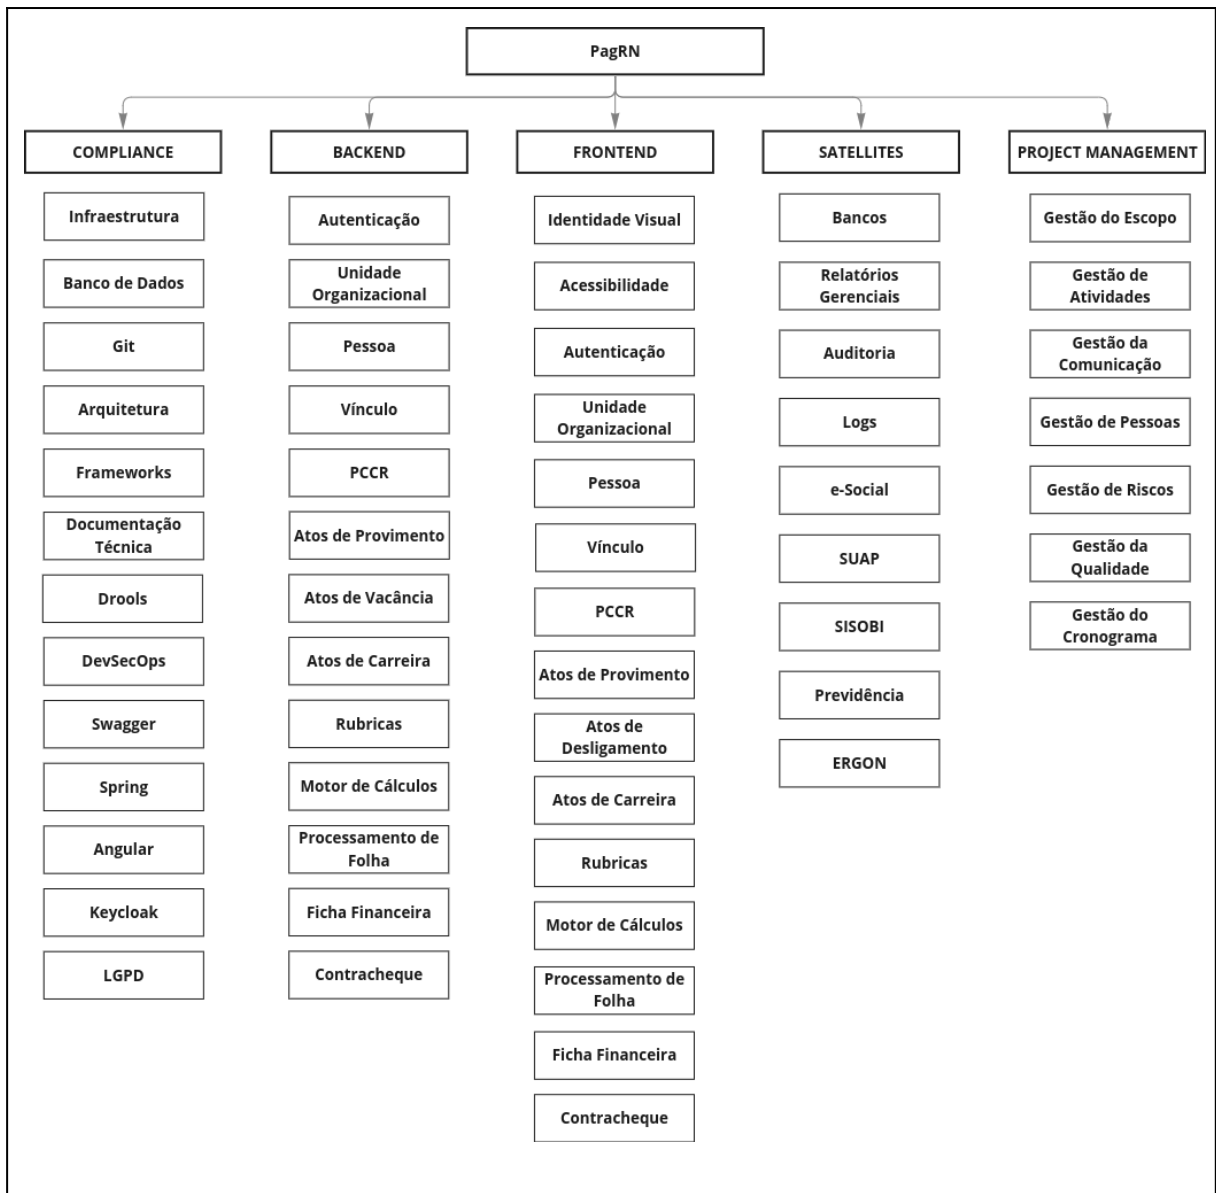 PagRN
COMPLIANCE
Infraestrutura
Banco de Dados
Git
Arquitetura
Frameworks
Documentação
Técnica
Drools
DevSecOps
Swagger
Spring
Angular
Keycloak
LGPD
BACKEND
Autenticação
Unidade
Organizacional
Pessoa
Vínculo
PCCR
Atos de Provimento
Atos de Vacância
Atos de Carreira
Rubricas
Motor de Cálculos
Processamento de
Folha
Ficha Financeira
Contracheque
FRONTEND
Identidade Visual
Acessibilidade
Autenticação
Unidade
Organizacional
Pessoa
Vínculo
PCCR
Atos de Provimento
Atos de
Desligamento
Atos de Carreira
Rubricas
Motor de Cálculos
Processamento de
Folha
Ficha Financeira
Contracheque
SATELLITES
Bancos
Relatórios
Gerenciais
Auditoria
Logs
e-Social
SUAP
SISOBI
Previdência
ERGON
PROJECT MANAGEMENT
Gestão do Escopo
Gestão de
Atividades
Gestão da
Comunicação
Gestão de Pessoas
Gestão de Riscos
Gestão da
Qualidade
Gestão do
Cronograma